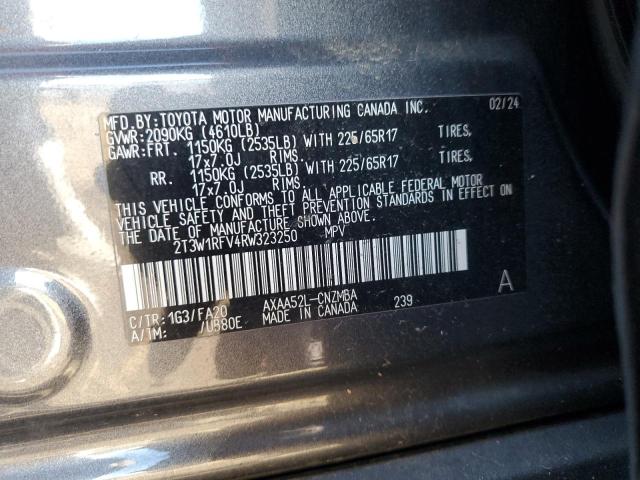 MFD.BY:TOYOTA MOTOR MANUFACTURING CANADA INC. 02/24
GVWR:2090KG (4610LB)
GAWR:FRT. 1150KG (2535LB) WITH 225/65R17 TIRES,
17x7.0J RIMS.
RR. 1150KG (2535LB) WITH 225/65R17 TIRES,
17x7.0J RIMS.
THIS VEHICLE CONFORMS TO ALL APPLICABLE FEDERAL MOTOR
VEHICLE SAFETY AND THEFT PREVENTION STANDARDS IN EFFECT ON
THE DATE OF MANUFACTURE SHOWN ABOVE.
2T3W1RFV4RW323250 MPV
A
C/TR:1G3/FA20 AXAA52L-CNZMBA 239
A/TM: /UB80E MADE IN CANADA